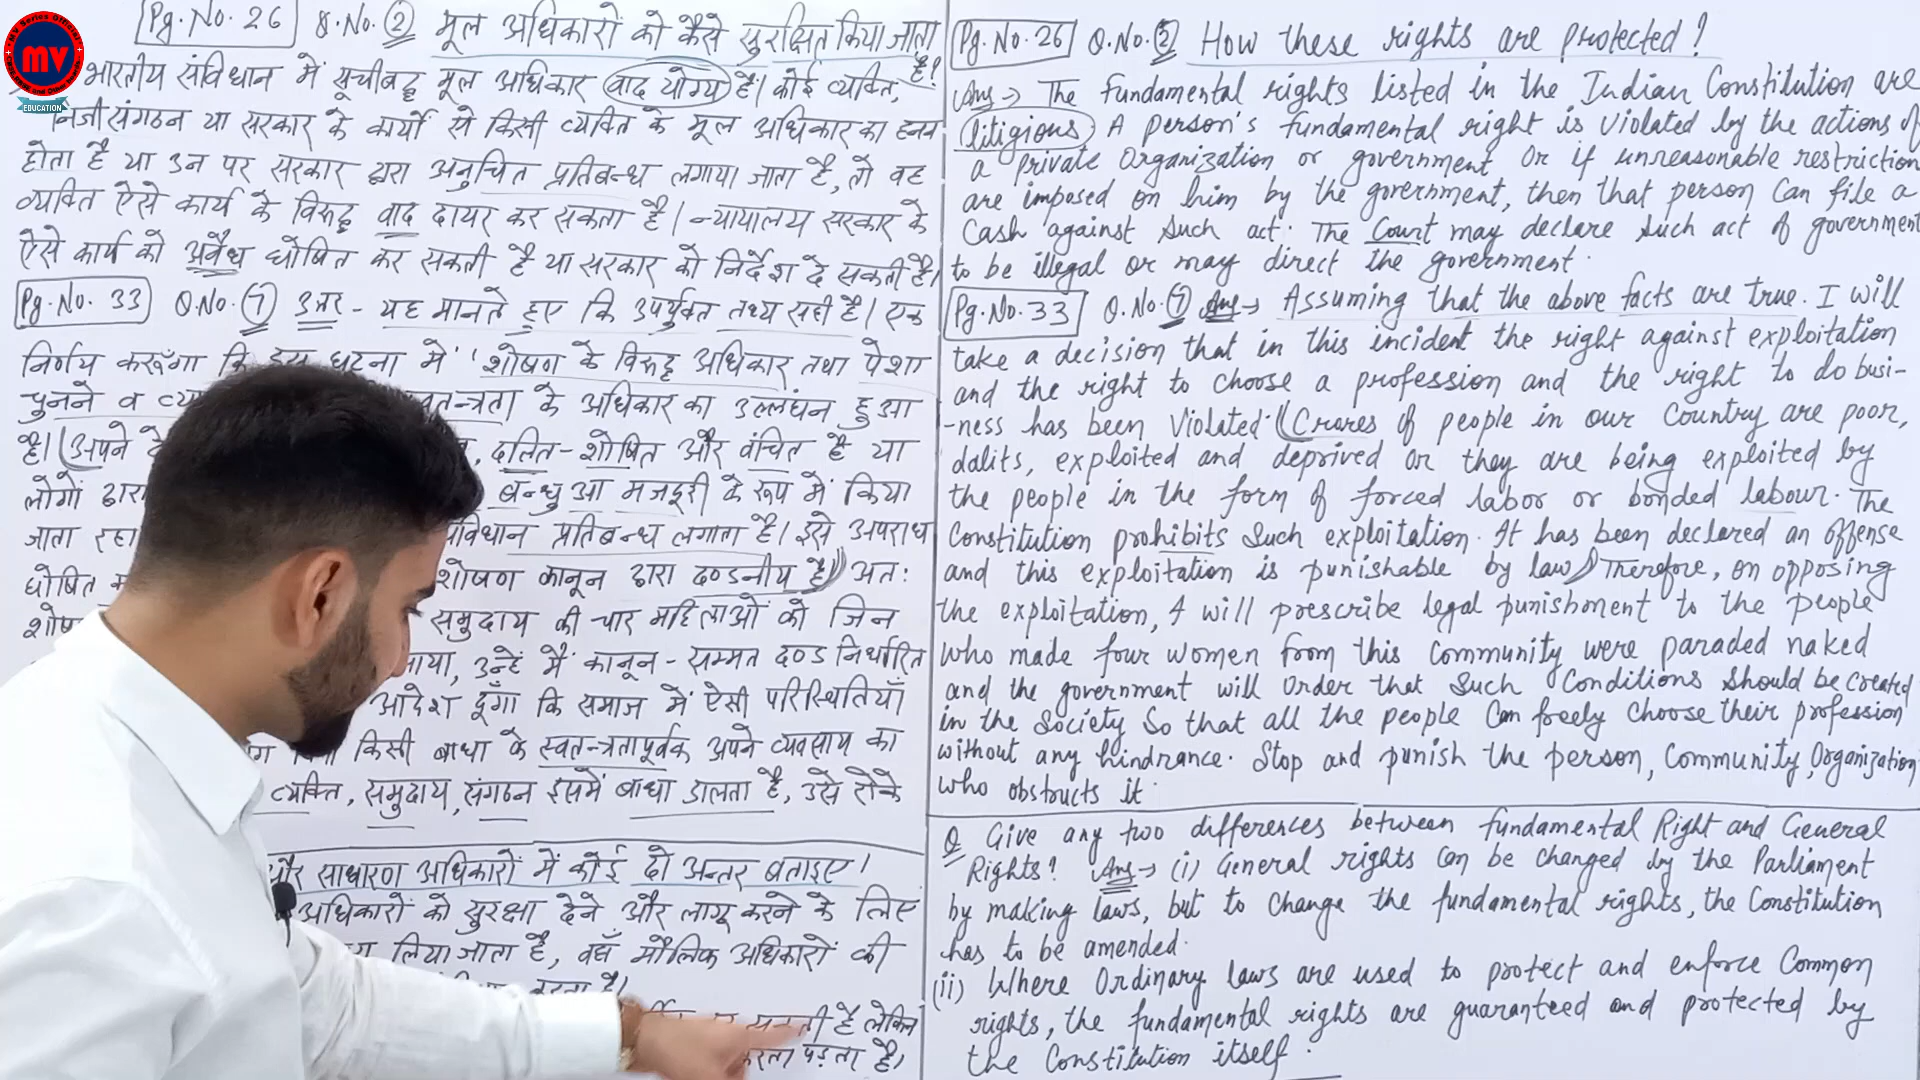 MV Series Official
mv
EDUCATION
Pg. No. 26 Q. No. (2) मूल अधिकारों को कैसे सुरक्षित किया जाता है?
भारतीय संविधान में सूचीबद्ध मूल अधिकार वाद योग्य हैं। कोई व्यक्ति,
निजी संगठन या सरकार के कार्यों से किसी व्यक्ति के मूल अधिकार का हनन
होता है या उन पर सरकार द्वारा अनुचित प्रतिबन्ध लगाया जाता है, तो वह
व्यक्ति ऐसे कार्य के विरुद्ध वाद दायर कर सकता है। न्यायालय सरकार के
ऐसे कार्य को अवैध घोषित कर सकती है या सरकार को निर्देश दे सकती है।
Pg. No. 33 Q.No. (7) उत्तर - यह मानते हुए कि उपर्युक्त तथ्य सही है। एक
निर्णय करूँगा कि इस घटना में 'शोषण के विरुद्ध अधिकार तथा पेशा
चुनने व के अधिकार का उल्लंघन हुआ
है। (अपने दलित-शोषित और वंचित है या
लोगों द्वारा बन्धुआ मजदूरी के रूप में किया
जाता रहा प्रतिबन्ध लगाता है। इसे अपराध
घोषित शोषण कानून द्वारा दण्डनीय है) अत:
समुदाय की चार महिलाओं को जिन
उन्हें मैं कानून-सम्मत दण्ड निर्धारित
आदेश दूँगा कि समाज में ऐसी परिस्थितियाँ
किसी बाधा के स्वतन्त्रतापूर्वक अपने व्यवसाय का
व्यक्ति, समुदाय, संगठन इसमें बाधा डालता है, उसे रोके
और साधारण अधिकारों में कोई दो अन्तर बताइए।
अधिकारों को सुरक्षा देने और लागू करने के लिए
लिया जाता है, वहाँ मौलिक अधिकारों की
है लेकिन
करना पड़ता है।
Pg. No. 26 Q.No. (2) How these rights are protected?
Ans → The fundamental rights listed in the Indian Constitution are
litigious. A person's fundamental right is violated by the actions of
a private organization or government or if unreasonable restriction
are imposed on him by the government, then that person can file a
Cash against such act. The Court may declare such act of government
to be illegal or may direct the government.
Pg. No. 33 Q.No. (7) Ans → Assuming that the above facts are true. I will
take a decision that in this incident the right against exploitation
and the right to choose a profession and the right to do busi-
-ness has been violated. (Crores of people in our Country are poor,
dalits, exploited and deprived or they are being exploited by
the people in the form of forced labor or bonded labour. The
Constitution prohibits such exploitation. It has been declared an offense
and this exploitation is punishable by law) Therefore, on opposing
the exploitation, I will prescribe legal punishment to the people
who made four women from this community were paraded naked
and the government will order that such Conditions should be created
in the society so that all the people can freely choose their profession
without any hindrance. Stop and punish the person, Community, Organization
who obstructs it.
Q Give any two differences between fundamental Right and General
Rights? Ans → (i) General rights can be changed by the Parliament
by making laws, but to change the fundamental rights, the Constitution
has to be amended.
(ii) Where Ordinary laws are used to protect and enforce Common
rights, the fundamental rights are guaranteed and protected by
the Constitution itself.